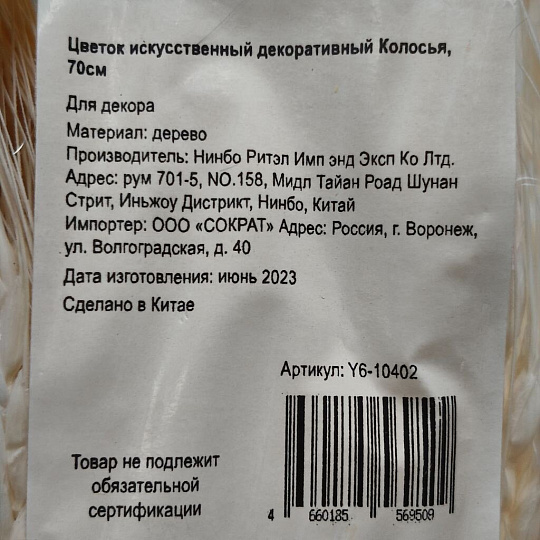 Цветок искусственный декоративный Колосья,
70см
Для декора
Материал: дерево
Производитель: Нинбо Ритэл Имп энд Эксп Ко Лтд.
Адрес: рум 701-5, NO.158, Мидл Тайан Роад Шунан
Стрит, Иньжоу Дистрикт, Нинбо, Китай
Импортер: ООО «СОКРАТ» Адрес: Россия, г. Воронеж,
ул. Волгоградская, д. 40
Дата изготовления: июнь 2023
Сделано в Китае
Артикул: Y6-10402
Товар не подлежит
обязательной
сертификации
4 660185 569509